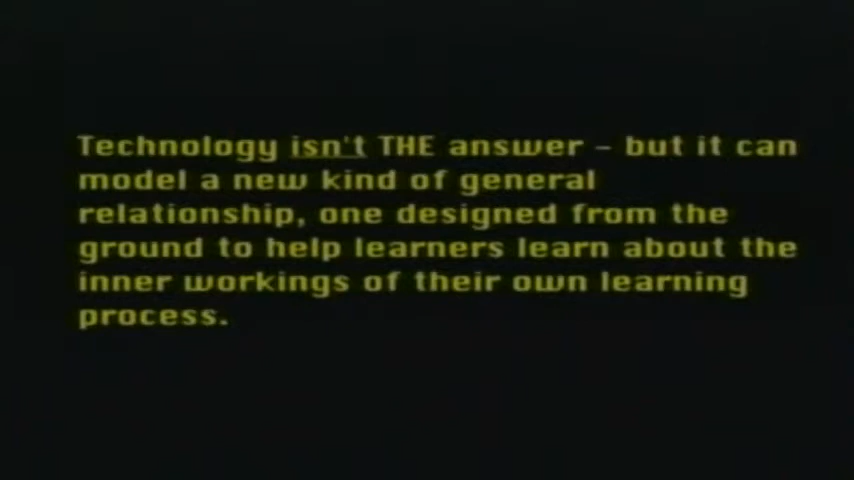 Technology isn't THE answer – but it can
model a new kind of general
relationship, one designed from the
ground to help learners learn about the
inner workings of their own learning
process.